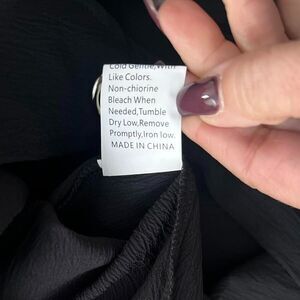 Cold Gentle,With
Like Colors.
Non-chiorine
Bleach When
Needed,Tumble
Dry Low,Remove
Promptly,Iron low.
MADE IN CHINA